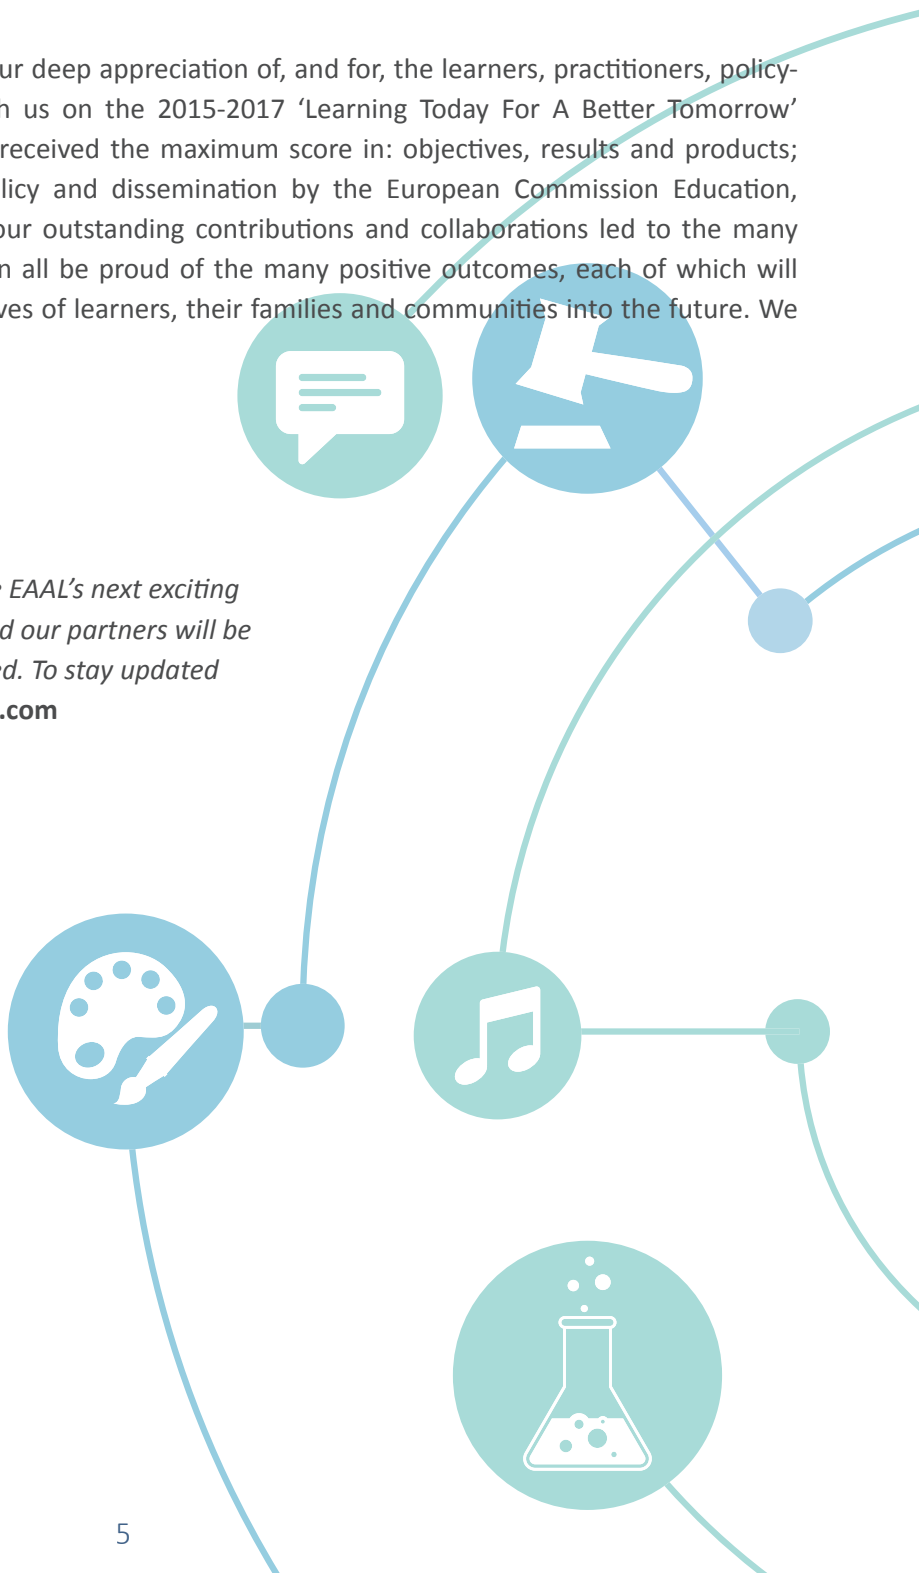 ur deep appreciation of, and for, the learners, practitioners, policy-
h us on the 2015-2017 ‘Learning Today For A Better Tomorrow’
received the maximum score in: objectives, results and products;
licy and dissemination by the European Commission Education,
our outstanding contributions and collaborations led to the many
n all be proud of the many positive outcomes, each of which will
ves of learners, their families and communities into the future. We
e EAAL’s next exciting
d our partners will be
ed. To stay updated
.com
5